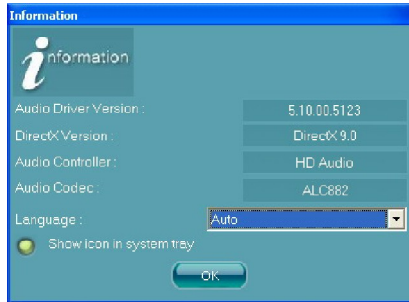 Information
information
Audio Driver Version : 5.10.00.5123
DirectX Version : DirectX 9.0
Audio Controller : HD Audio
Audio Codec : ALC882
Language : Auto
Show icon in system tray
OK